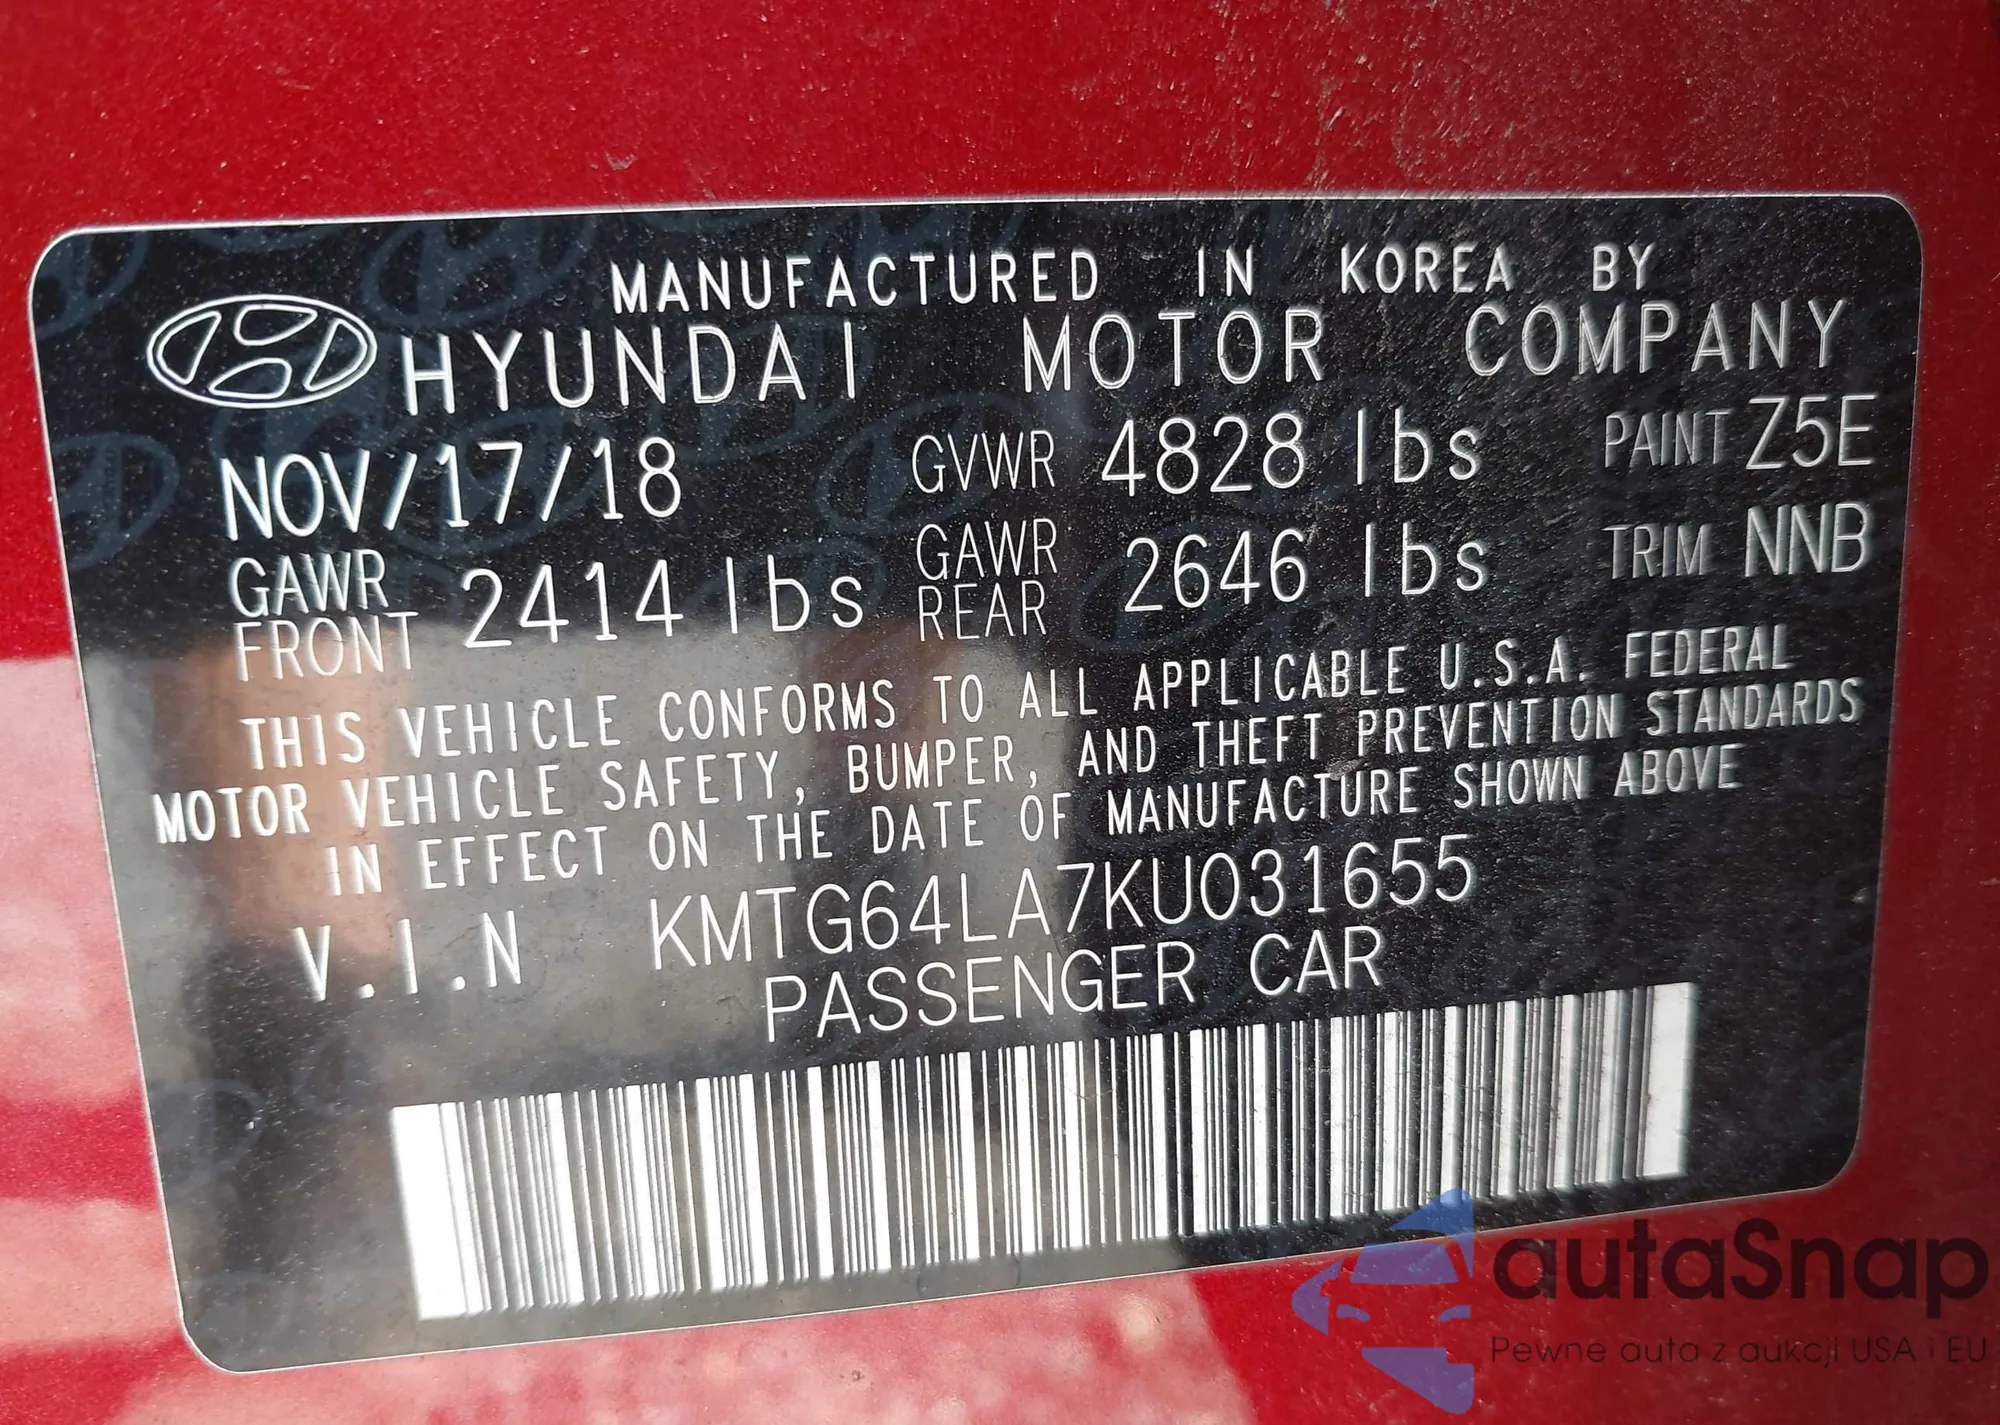 MANUFACTURED IN KOREA BY
HYUNDAI MOTOR COMPANY
NOV/17/18 GVWR 4828 lbs PAINT Z5E
GAWR FRONT 2414 lbs GAWR REAR 2646 lbs TRIM NNB
THIS VEHICLE CONFORMS TO ALL APPLICABLE U.S.A. FEDERAL
MOTOR VEHICLE SAFETY, BUMPER, AND THEFT PREVENTION STANDARDS
IN EFFECT ON THE DATE OF MANUFACTURE SHOWN ABOVE
V.I.N KMTG64LA7KU031655
PASSENGER CAR
autaSnap
Pewne auta z aukcji USA i EU